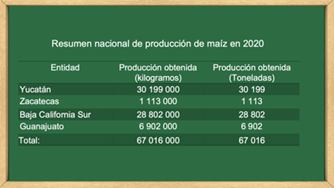 Resumen nacional de producción de maíz en 2020
Entidad Producción obtenida (kilogramos) Producción obtenida (Toneladas)
Yucatán 30 199 000 30 199
Zacatecas 1 113 000 1 113
Baja California Sur 28 802 000 28 802
Guanajuato 6 902 000 6 902
Total: 67 016 000 67 016